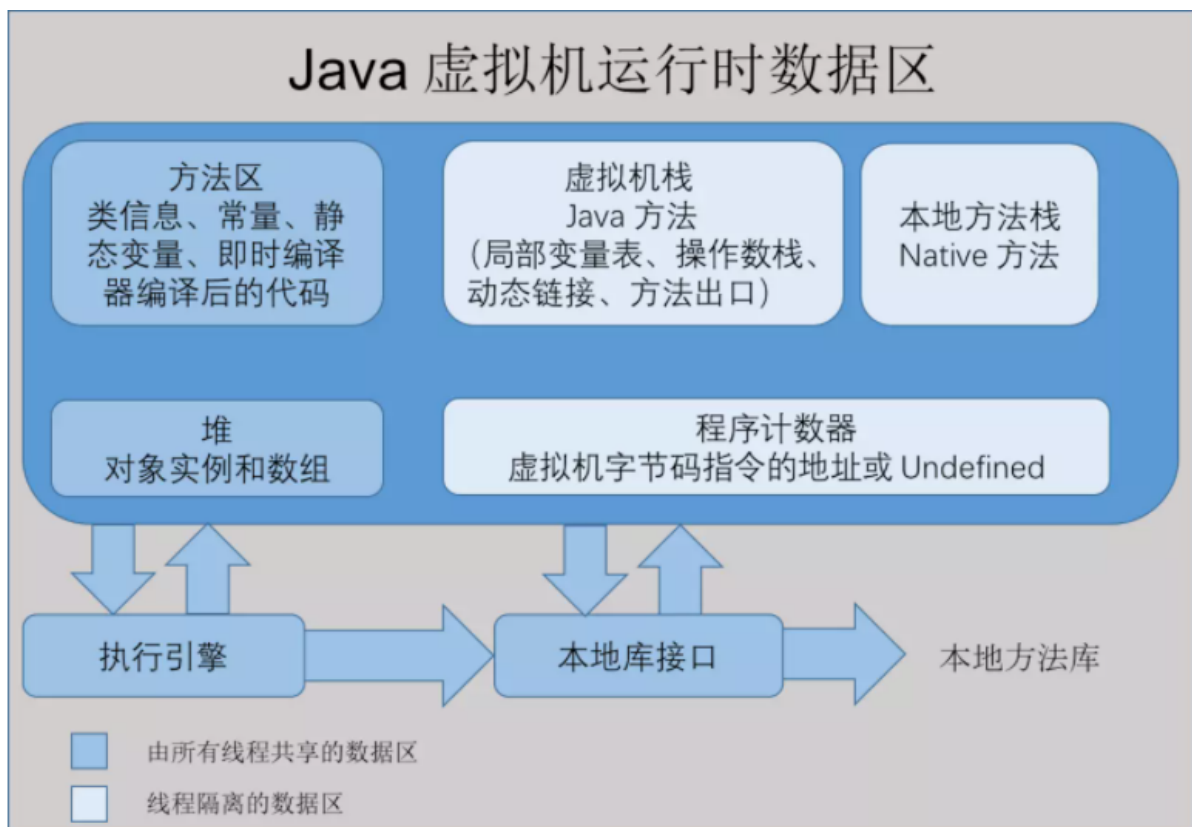 Java 虚拟机运行时数据区
方法区
类信息、常量、静
态变量、即时编译
器编译后的代码
虚拟机栈
Java 方法
（局部变量表、操作数栈、
动态链接、方法出口）
本地方法栈
Native 方法
堆
对象实例和数组
程序计数器
虚拟机字节码指令的地址或 Undefined
执行引擎
本地库接口
本地方法库
由所有线程共享的数据区
线程隔离的数据区